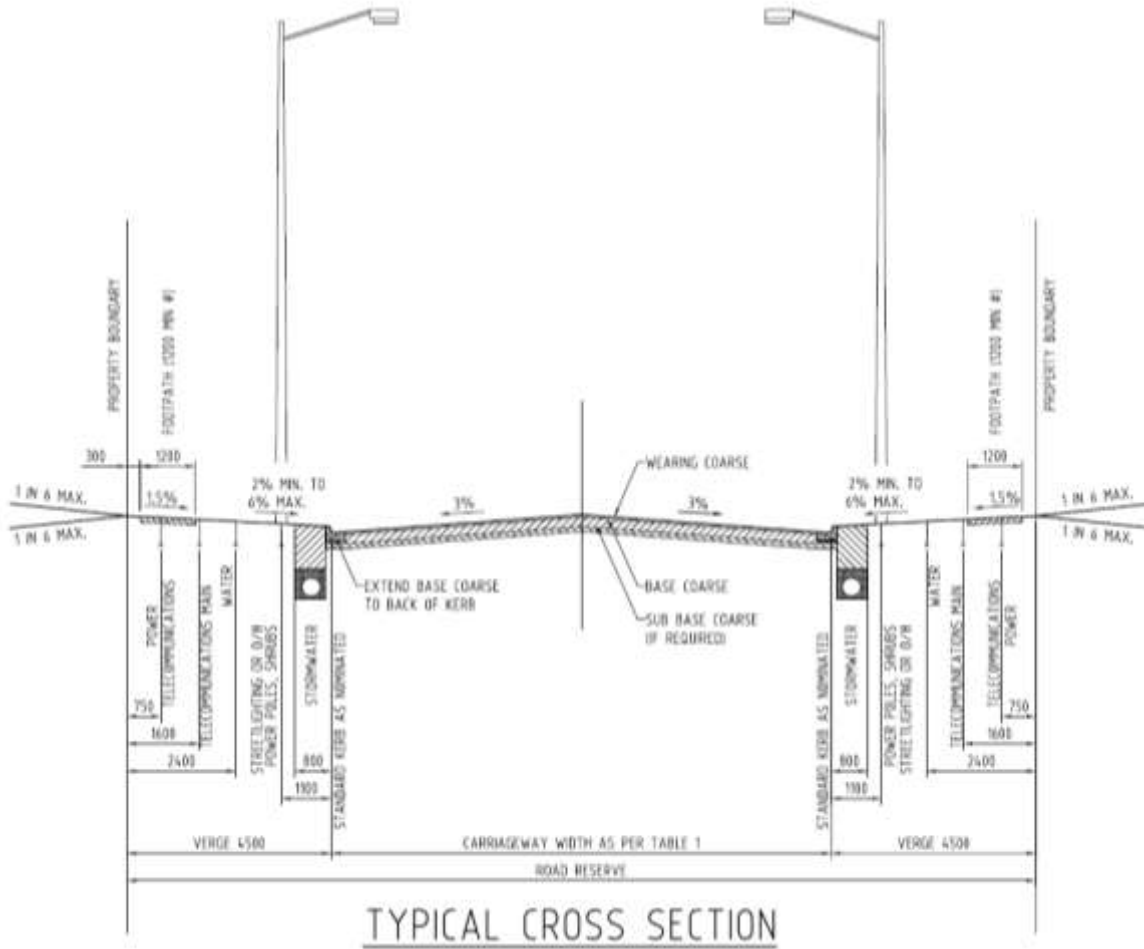 PROPERTY BOUNDARY
FOOTPATH (1200 MIN #)
300
1200
1.5%
1 IN 6 MAX.
1 IN 6 MAX.
2% MIN. TO
6% MAX.
3%
WEARING COARSE
3%
2% MIN. TO
6% MAX.
FOOTPATH (1200 MIN #)
PROPERTY BOUNDARY
1200
1.5%
1 IN 6 MAX.
1 IN 6 MAX.
EXTEND BASE COARSE
TO BACK OF KERB
BASE COARSE
SUB BASE COARSE
(IF REQUIRED)
POWER
TELECOMMUNICATIONS
TELECOMMUNICATIONS MAIN
WATER
STREETLIGHTING OR O/H
POWER POLES, SHRUBS
STORMWATER
STANDARD KERB AS NOMINATED
750
1600
2400
800
1100
STANDARD KERB AS NOMINATED
STORMWATER
POWER POLES, SHRUBS
STREETLIGHTING OR O/H
WATER
TELECOMMUNICATIONS MAIN
TELECOMMUNICATIONS
POWER
750
1600
2400
800
1100
VERGE 4500
CARRIAGEWAY WIDTH AS PER TABLE 1
VERGE 4500
ROAD RESERVE
TYPICAL CROSS SECTION